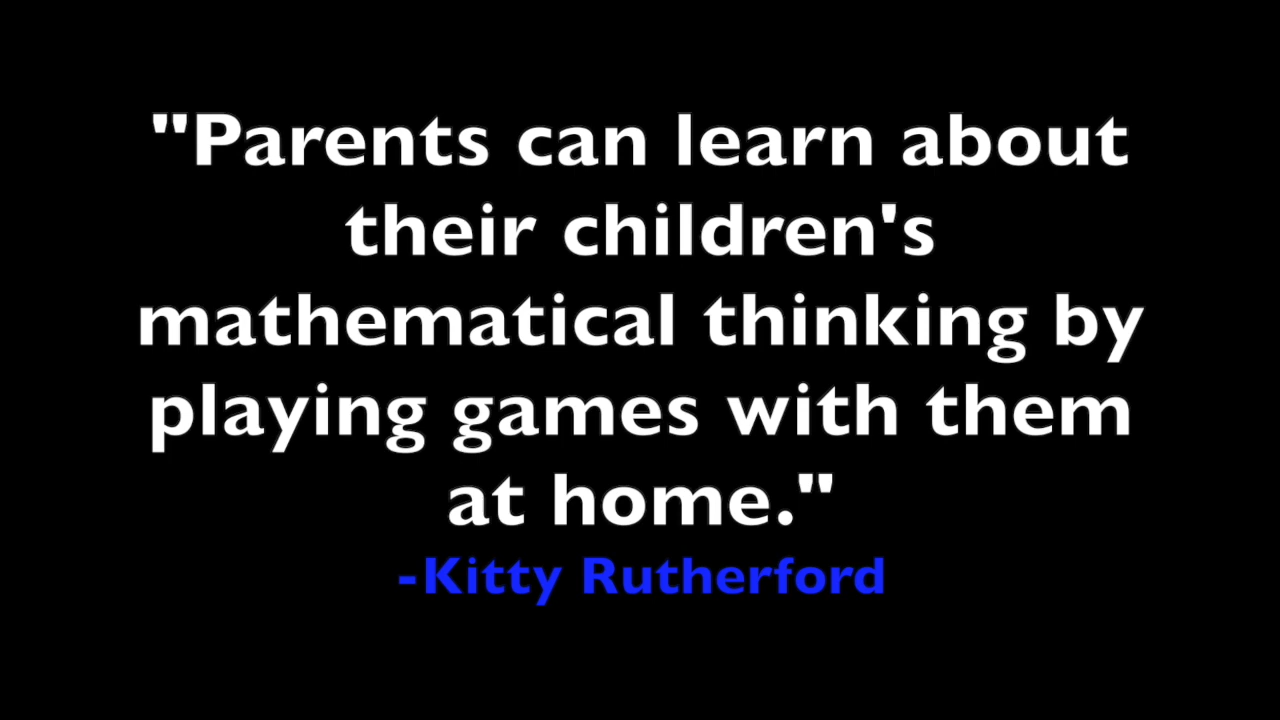 "Parents can learn about
their children's
mathematical thinking by
playing games with them
at home."
-Kitty Rutherford